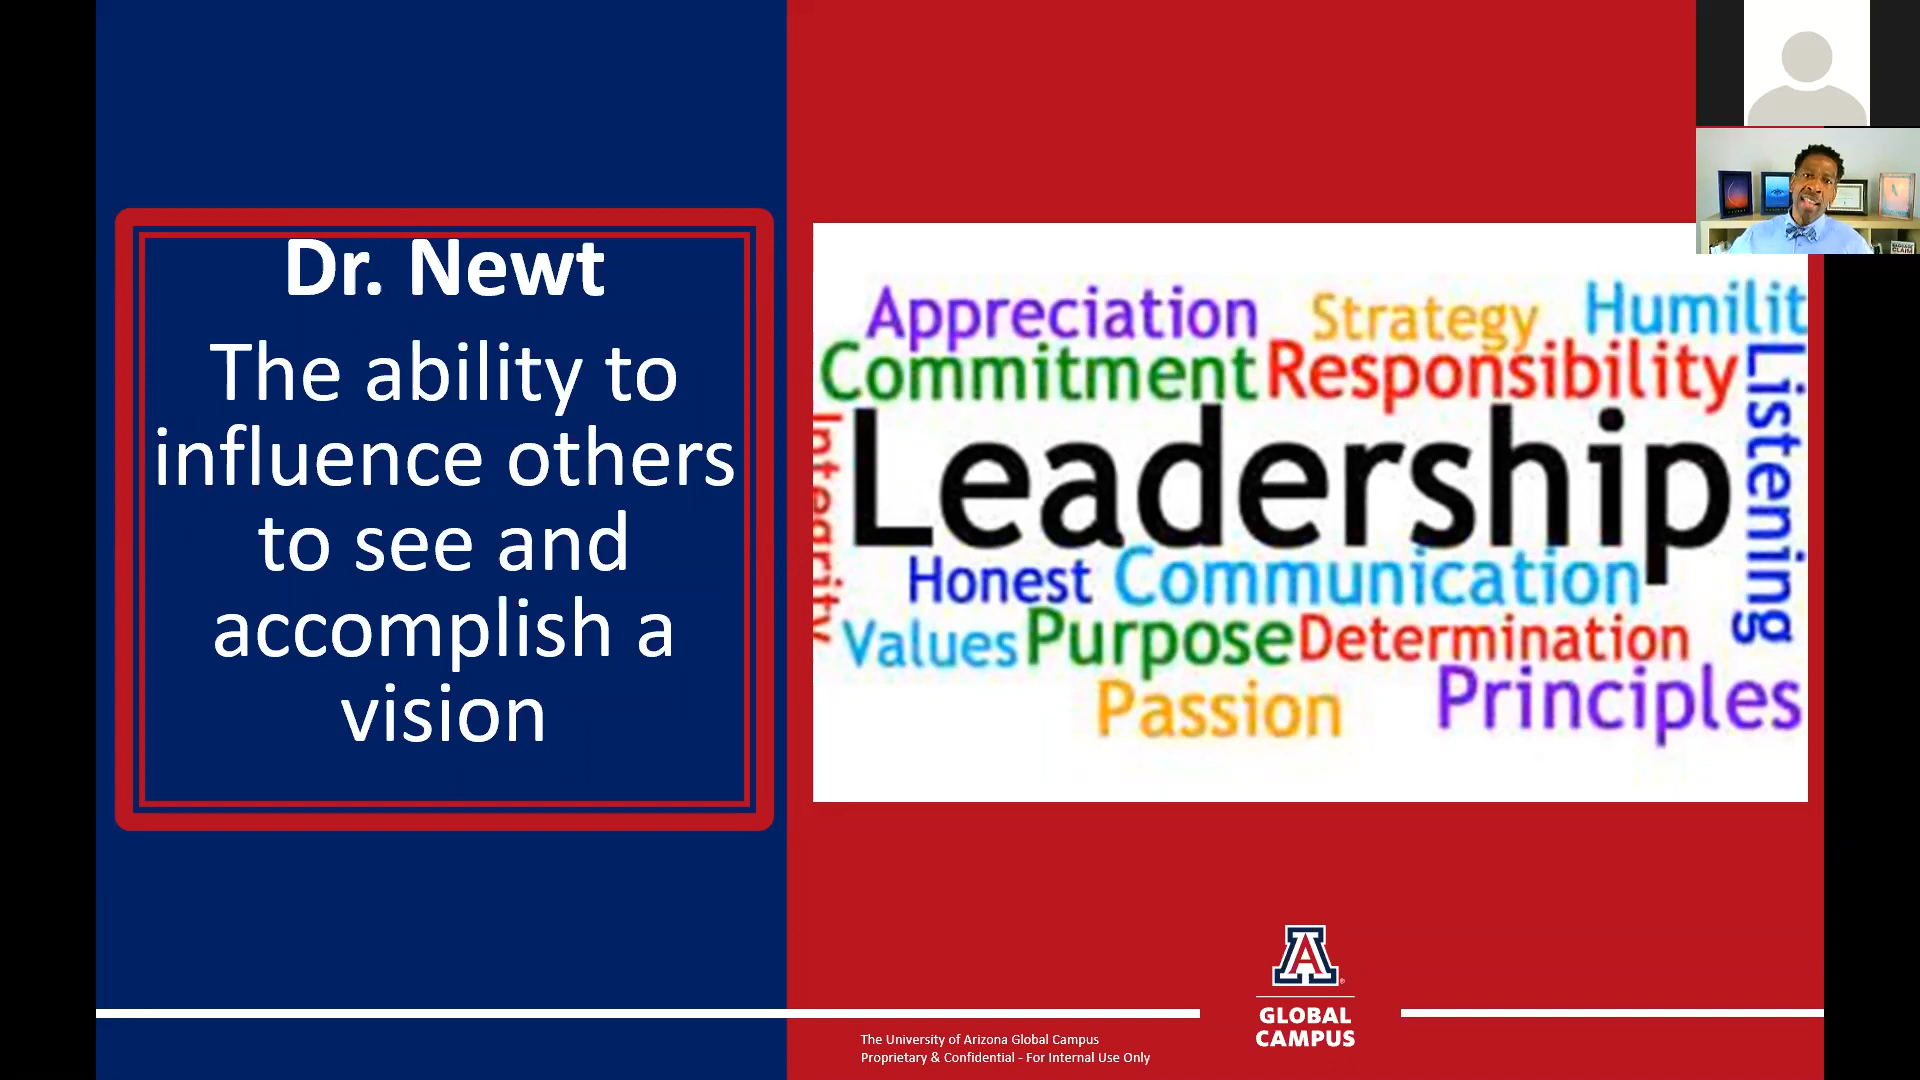 Dr. Newt
The ability to
influence others
to see and
accomplish a
vision
Appreciation
Strategy
Humilit
Commitment
Responsibility
Listening
Integrity
Leadership
Honest
Communication
Values
Purpose
Determination
Passion
Principles
A
GLOBAL
CAMPUS
The University of Arizona Global Campus
Proprietary & Confidential - For Internal Use Only